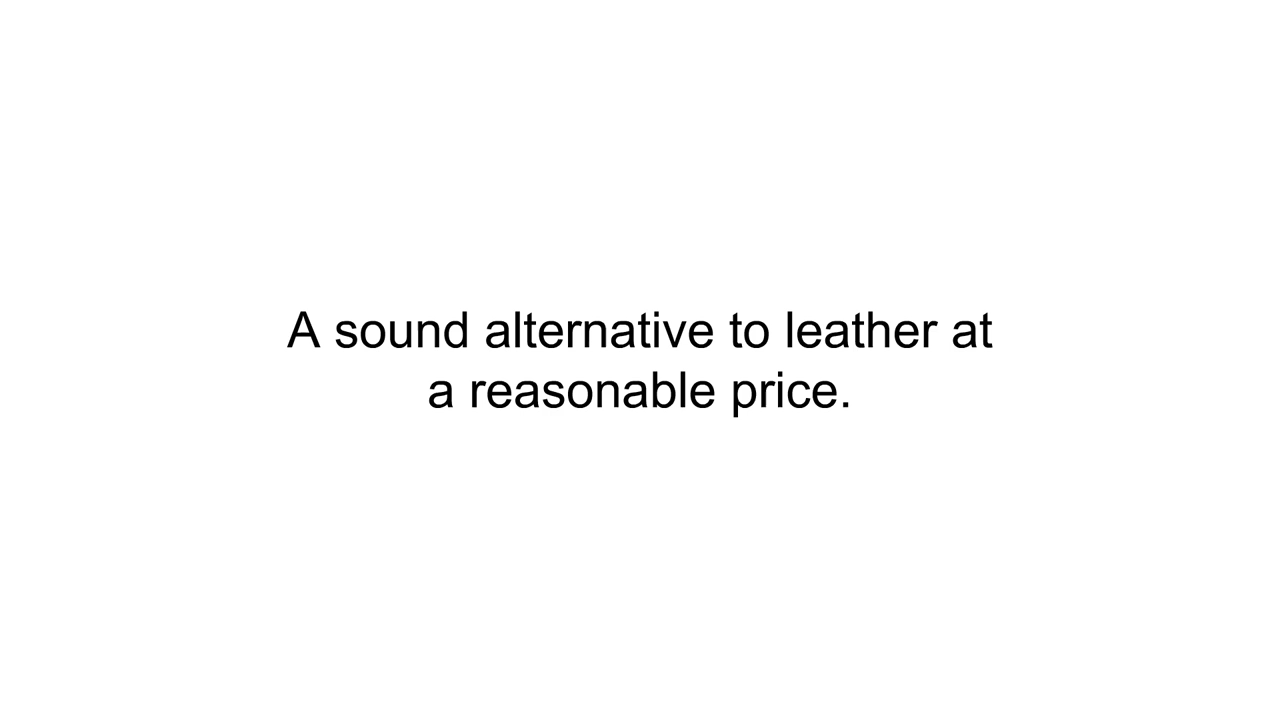 A sound alternative to leather at
a reasonable price.